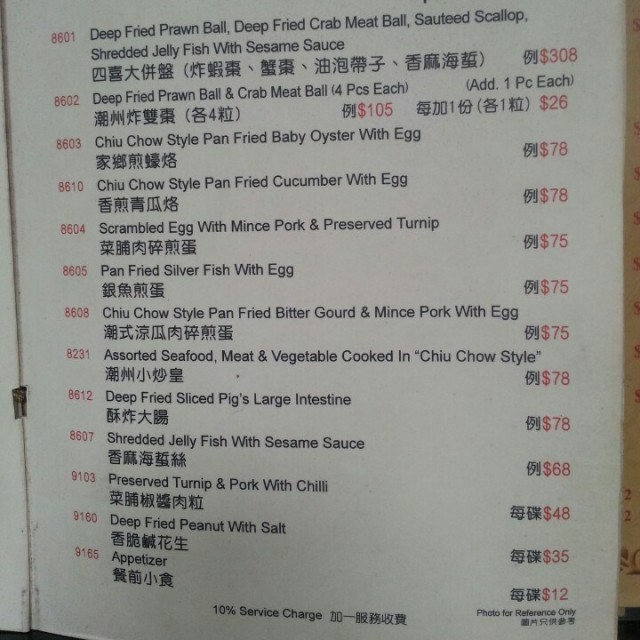 8601 Deep Fried Prawn Ball, Deep Fried Crab Meat Ball, Sauteed Scallop,
Shredded Jelly Fish With Sesame Sauce
四喜大併盤（炸蝦棗、蟹棗、油泡帶子、香麻海蜇） 例$308
8602 Deep Fried Prawn Ball & Crab Meat Ball (4 Pcs Each) (Add. 1 Pc Each)
潮州炸雙棗（各4粒） 例$105 每加1份（各1粒）$26
8603 Chiu Chow Style Pan Fried Baby Oyster With Egg
家鄉煎蠔烙 例$78
8610 Chiu Chow Style Pan Fried Cucumber With Egg
香煎青瓜烙 例$78
8604 Scrambled Egg With Mince Pork & Preserved Turnip
菜脯肉碎煎蛋 例$75
8605 Pan Fried Silver Fish With Egg
銀魚煎蛋 例$75
8608 Chiu Chow Style Pan Fried Bitter Gourd & Mince Pork With Egg
潮式涼瓜肉碎煎蛋 例$75
8231 Assorted Seafood, Meat & Vegetable Cooked In “Chiu Chow Style”
潮州小炒皇 例$78
8612 Deep Fried Sliced Pig's Large Intestine
酥炸大腸 例$78
8607 Shredded Jelly Fish With Sesame Sauce
香麻海蜇絲 例$68
9103 Preserved Turnip & Pork With Chilli
菜脯椒醬肉粒 每碟$48
9160 Deep Fried Peanut With Salt
香脆鹹花生 每碟$35
9165 Appetizer
餐前小食 每碟$12
10% Service Charge 加一服務收費 Photo for Reference Only
圖片只供參考